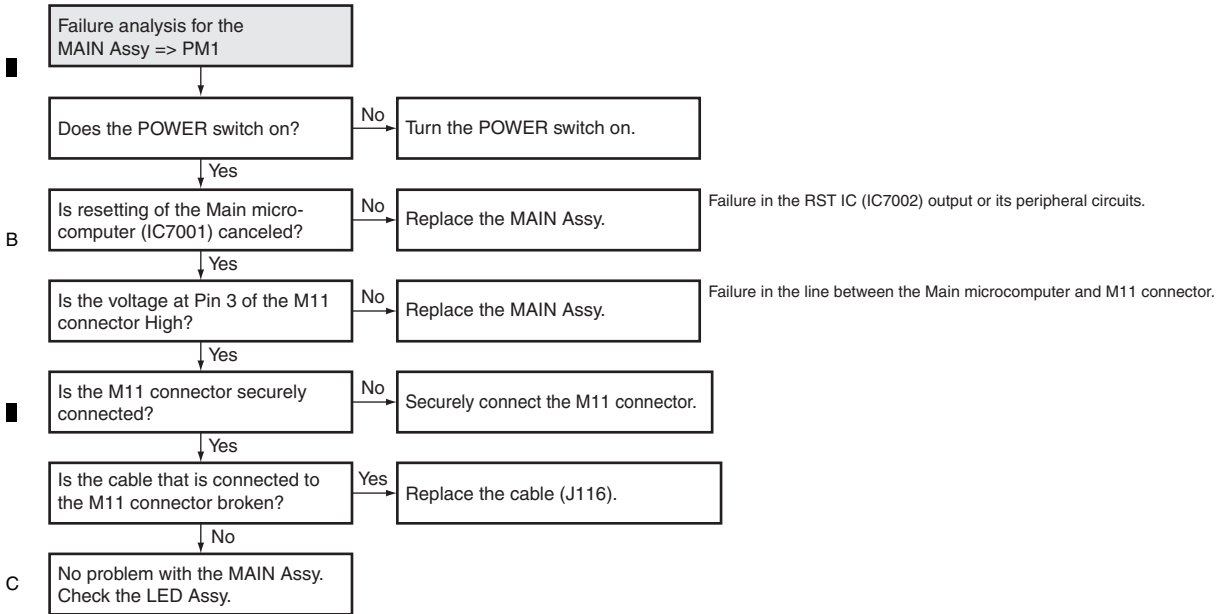 Failure analysis for the
MAIN Assy => PM1
Does the POWER switch on?
No
Turn the POWER switch on.
Yes
Is resetting of the Main micro-
computer (IC7001) canceled?
No
Replace the MAIN Assy.
Failure in the RST IC (IC7002) output or its peripheral circuits.
B
Yes
Is the voltage at Pin 3 of the M11
connector High?
No
Replace the MAIN Assy.
Failure in the line between the Main microcomputer and M11 connector.
Yes
Is the M11 connector securely
connected?
No
Securely connect the M11 connector.
Yes
Is the cable that is connected to
the M11 connector broken?
Yes
Replace the cable (J116).
No
C
No problem with the MAIN Assy.
Check the LED Assy.